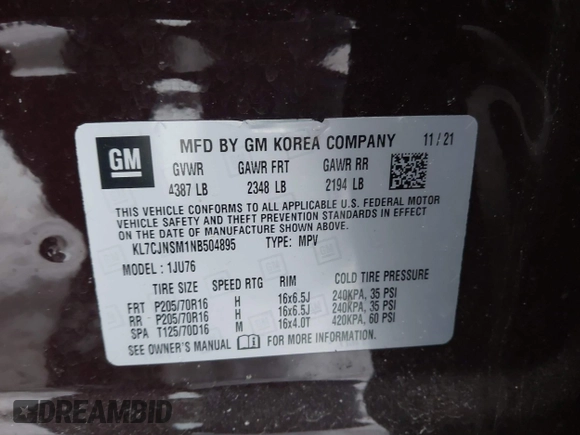 GM
MFD BY GM KOREA COMPANY 11/21
GVWR GAWR FRT GAWR RR
4387 LB 2348 LB 2194 LB
THIS VEHICLE CONFORMS TO ALL APPLICABLE U.S. FEDERAL MOTOR
VEHICLE SAFETY AND THEFT PREVENTION STANDARDS IN EFFECT ON
THE DATE OF MANUFACTURE SHOWN ABOVE.
KL7CJNSM1NB504895 TYPE: MPV
MODEL : 1JU76
TIRE SIZE SPEED RTG RIM COLD TIRE PRESSURE
FRT P205/70R16 H 16x6.5J 240KPA, 35 PSI
RR P205/70R16 H 16x6.5J 240KPA, 35 PSI
SPA T125/70D16 M 16x4.0T 420KPA, 60 PSI
SEE OWNER'S MANUAL FOR MORE INFORMATION
DREAMBID